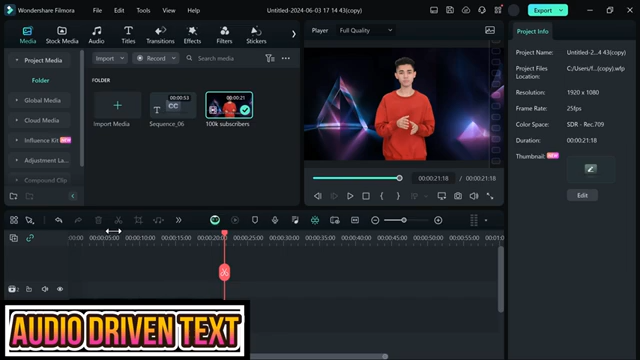 Wondershare Filmora
File
Edit
Tools
View
Help
Untitled-2024-06-03 17 14 43(copy)
Export
Media
Stock Media
Audio
Titles
Transitions
Effects
Filters
Stickers
Project Media
Folder
Global Media
Cloud Media
Influence Kit
NEW
Adjustment La...
Compound Clip
Import
Record
Search media
FOLDER
Import Media
00:00:53
CC
Sequence_06
00:00:21
100k subscribers
Player
Full Quality
00:00:21:18 / 00:00:21:18
Project Info
Project Name: Untitled-2...4 43(copy)
Project Files Location: C:/Users/f...(copy).wfp
Resolution: 1920 x 1080
Frame Rate: 25fps
Color Space: SDR - Rec.709
Duration: 00:00:21:18
Thumbnail: NEW
Edit
00:00 00:00:05:00 00:00:10:00 00:00:15:00 00:00:20:00 00:00:25:00 00:00:30:00 00:00:35:00 00:00:40:00 00:00:45:00 00:00:50:00 00:00:55:00 00:01:0
2
AUDIO DRIVEN TEXT